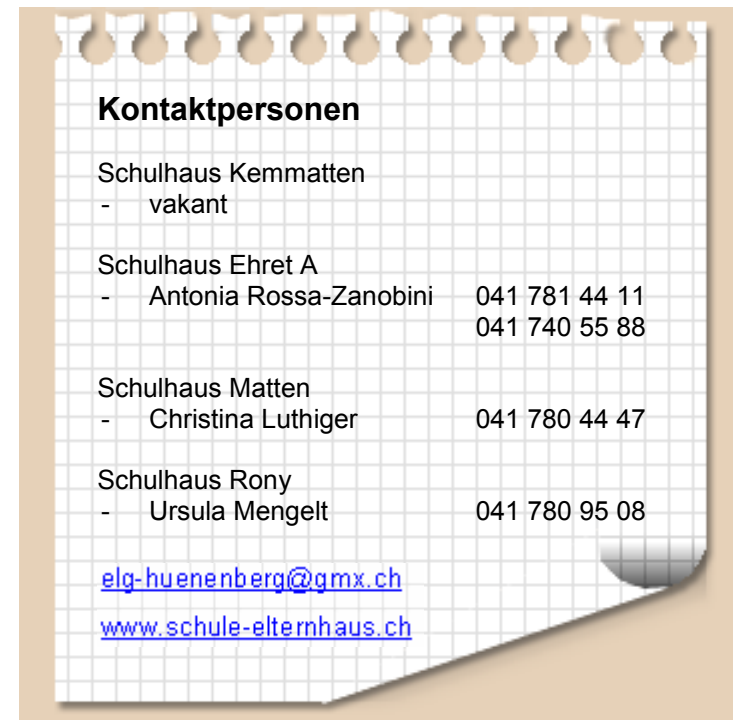 Kontaktpersonen
Schulhaus Kemmatten
- vakant
Schulhaus Ehret A
- Antonia Rossa-Zanobini 041 781 44 11
041 740 55 88
Schulhaus Matten
- Christina Luthiger 041 780 44 47
Schulhaus Rony
- Ursula Mengelt 041 780 95 08
elg-huenenberg@gmx.ch
www.schule-elternhaus.ch